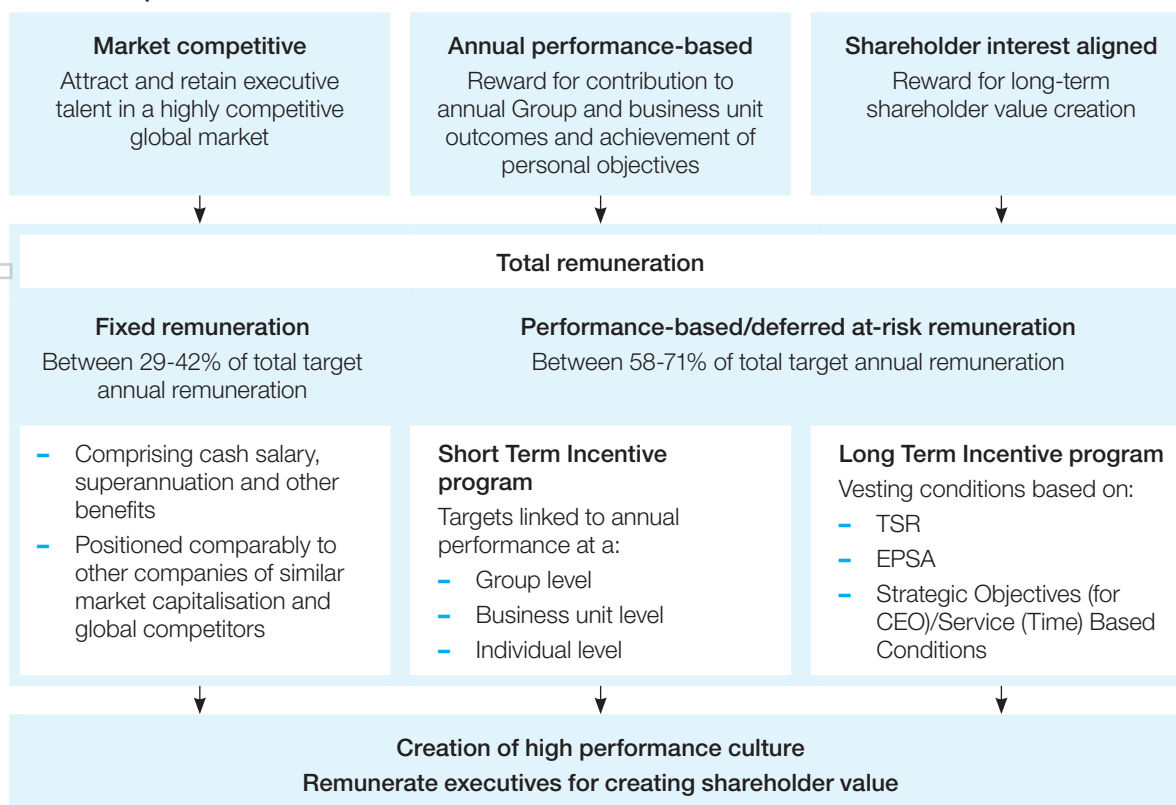 Market competitive
Attract and retain executive
talent in a highly competitive
global market
Annual performance-based
Reward for contribution to
annual Group and business unit
outcomes and achievement of
personal objectives
Shareholder interest aligned
Reward for long-term
shareholder value creation
Total remuneration
Fixed remuneration
Between 29-42% of total target
annual remuneration
Performance-based/deferred at-risk remuneration
Between 58-71% of total target annual remuneration
– Comprising cash salary,
superannuation and other
benefits
– Positioned comparably to
other companies of similar
market capitalisation and
global competitors
Short Term Incentive
program
Targets linked to annual
performance at a:
– Group level
– Business unit level
– Individual level
Long Term Incentive program
Vesting conditions based on:
– TSR
– EPSA
– Strategic Objectives (for
CEO)/Service (Time) Based
Conditions
Creation of high performance culture
Remunerate executives for creating shareholder value